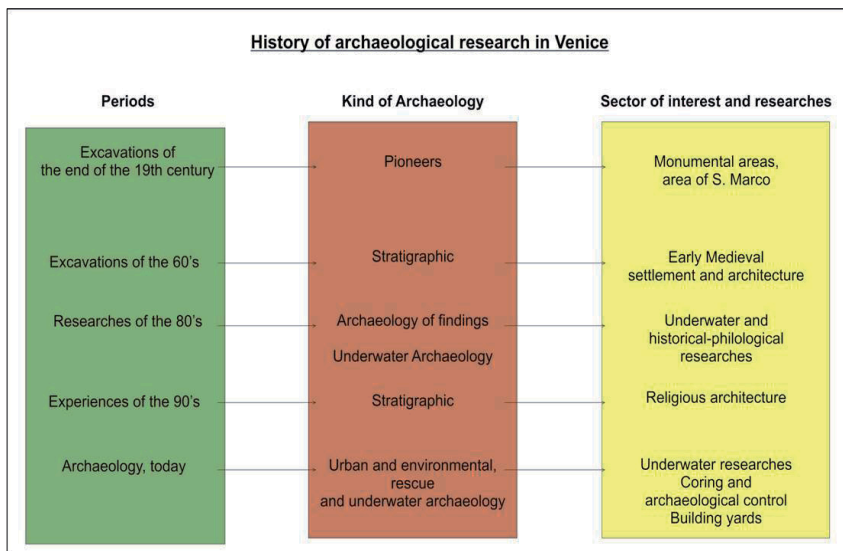 History of archaeological research in Venice
Periods
Kind of Archaeology
Sector of interest and researches
Excavations of
the end of the 19th century
Pioneers
Monumental areas,
area of S. Marco
Excavations of the 60's
Stratigraphic
Early Medieval
settlement and architecture
Researches of the 80's
Archaeology of findings
Underwater Archaeology
Underwater and
historical-philological
researches
Experiences of the 90's
Stratigraphic
Religious architecture
Archaeology, today
Urban and environmental,
rescue
and underwater archaeology
Underwater researches
Coring and
archaeological control
Building yards